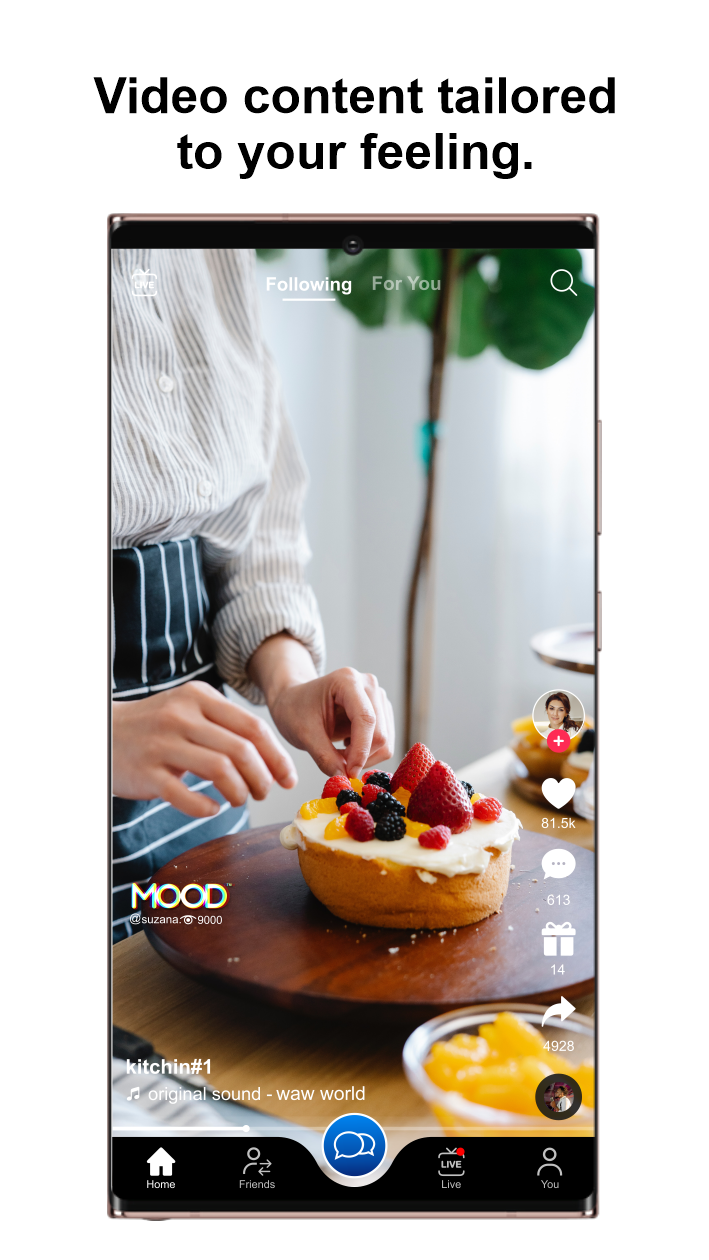 Video content tailored
to your feeling.
LIVE
Following
For You
81.5k
613
MOOD™
@suzana. 9000
14
4928
kitchin#1
original sound - waw world
Home
Friends
LIVE
Live
You